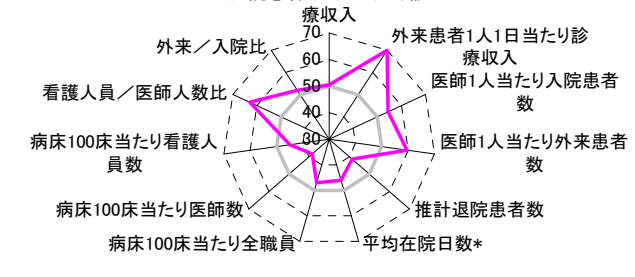 療収入
外来患者1人1日当たり診
療収入
医師1人当たり入院患者
数
医師1人当たり外来患者
数
推計退院患者数
平均在院日数*
病床100床当たり全職員
病床100床当たり医師数
病床100床当たり看護人
員数
看護人員／医師人数比
外来／入院比
70
60
50
40
30